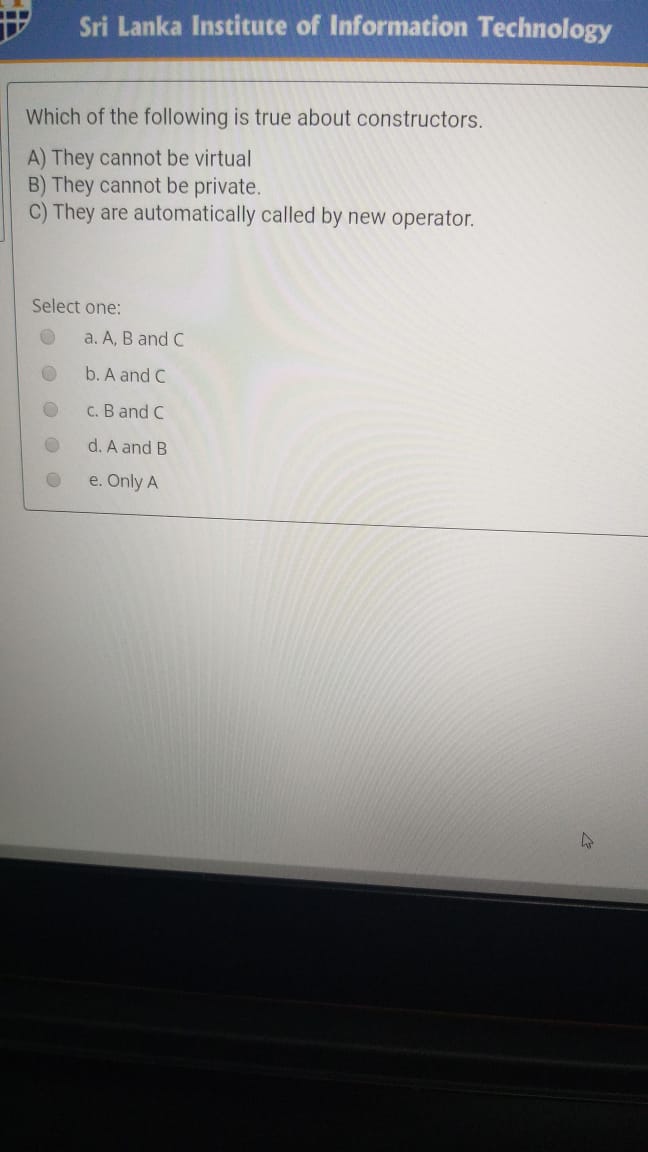 Sri Lanka Institute of Information Technology
Which of the following is true about constructors.
A) They cannot be virtual
B) They cannot be private.
C) They are automatically called by new operator.
Select one:
a. A, B and C
b. A and C
c. B and C
d. A and B
e. Only A